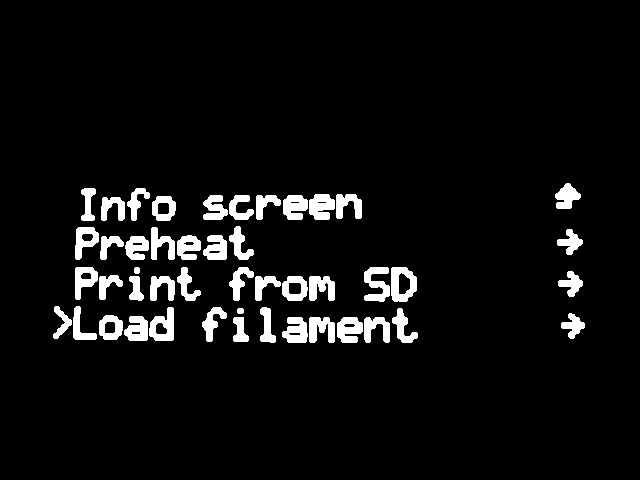 Info screen
Preheat →
Print from SD →
>Load filament →